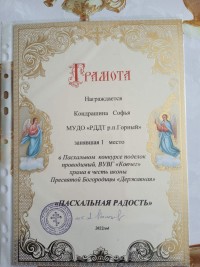 Грамота
Награждается
Кондрашина Софья
МУДО «РДДТ р.п.Горный»
занявшая 1 место
в Пасхальном конкурсе поделок
проводимый, ВУВГ «Ковчег»
храма в честь иконы
Пресвятой Богородицы «Державная»
«ПАСХАЛЬНАЯ РАДОСТЬ»
2022год